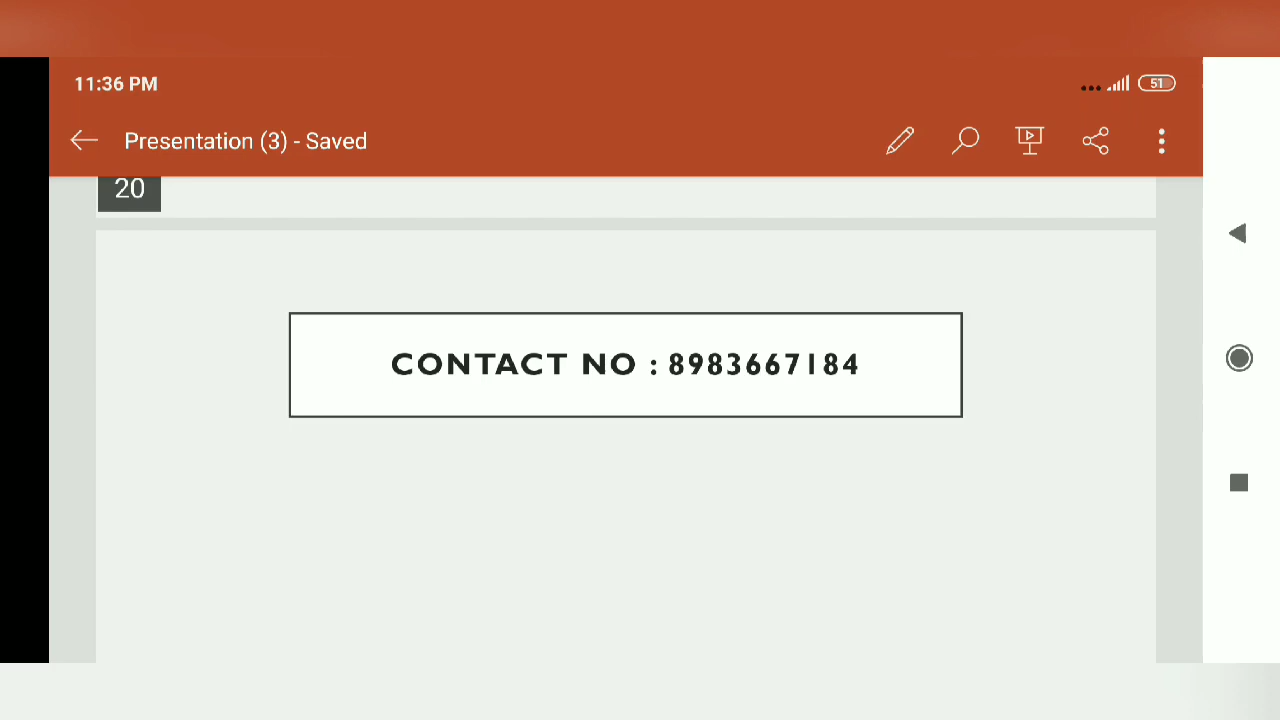 11:36 PM
51
Presentation (3) - Saved
20
CONTACT NO : 8983667184